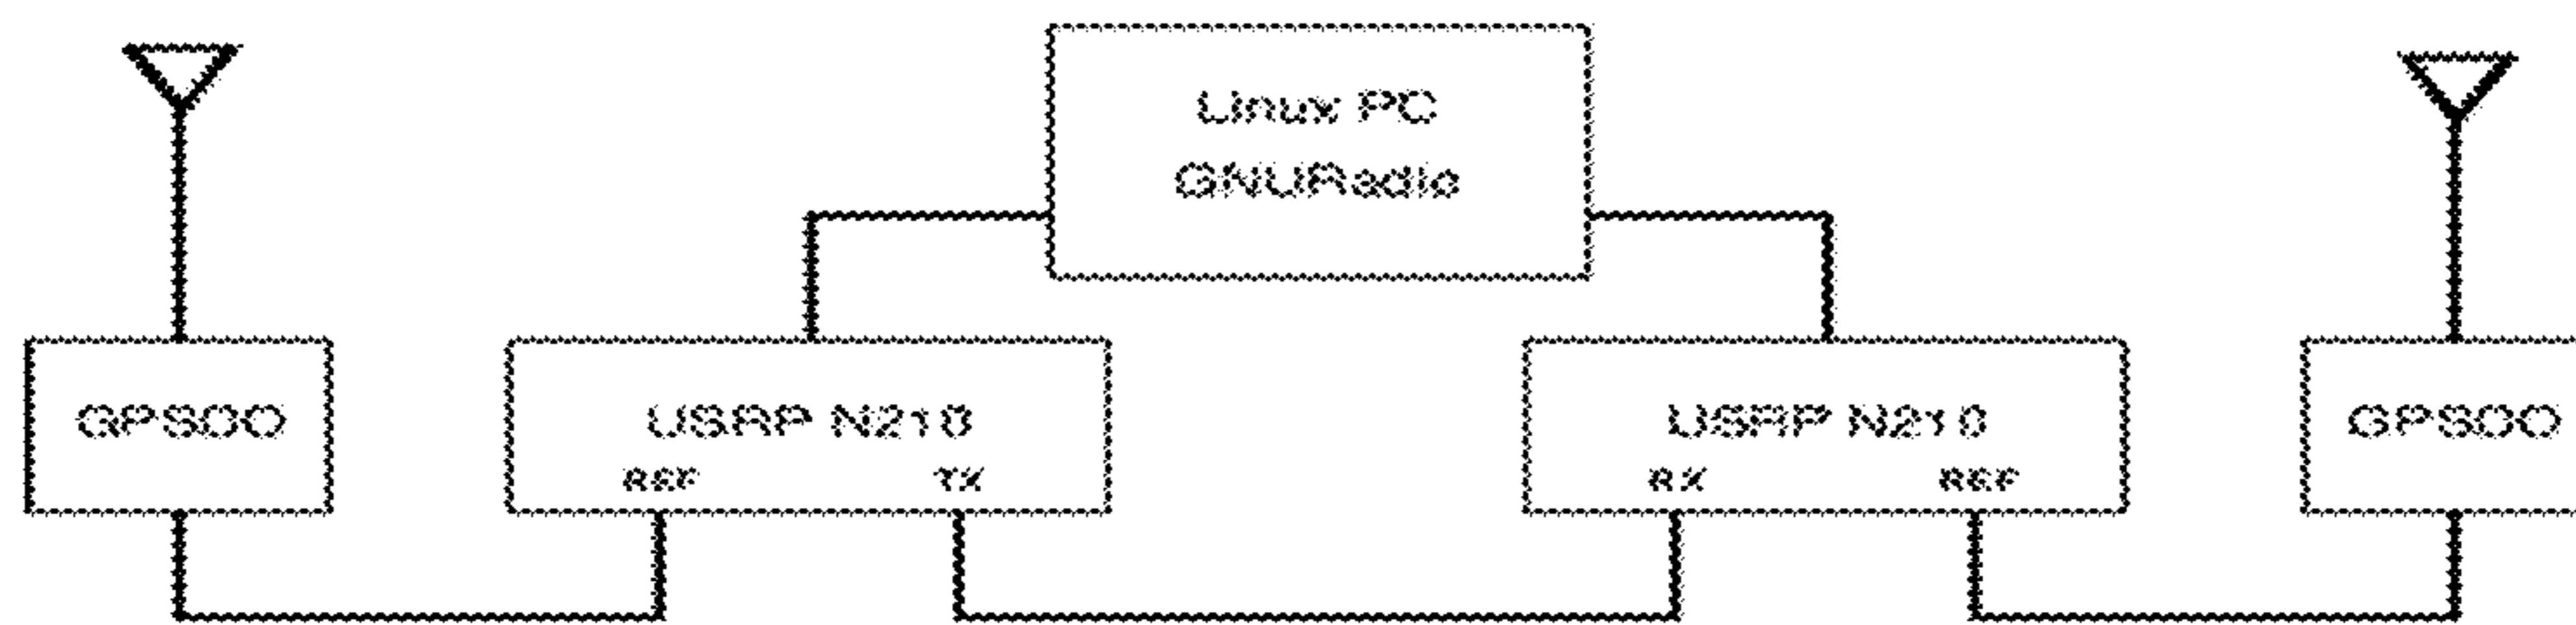 Linux PC
GNURadio
GPSDO
USRP N210
REF
TX
USRP N210
RX
REF
GPSDO